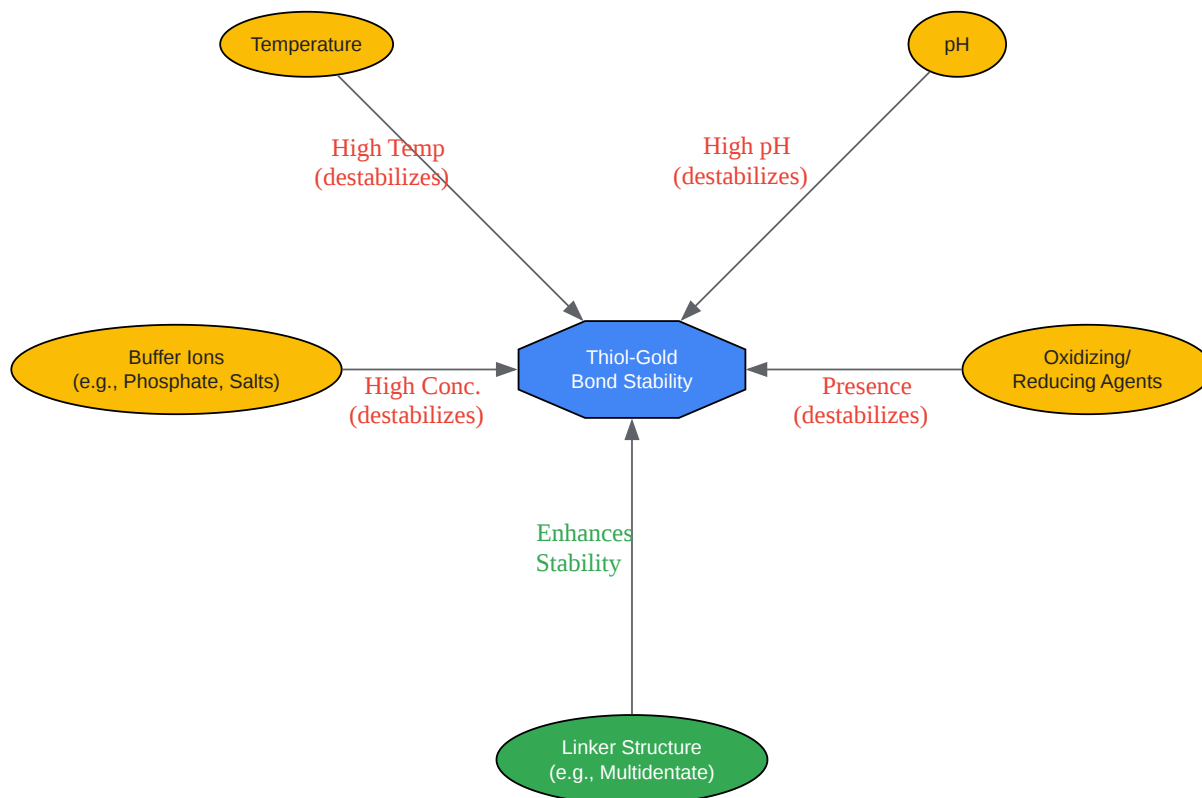 Temperature
pH
High Temp
(destabilizes)
High pH
(destabilizes)
Buffer Ions
(e.g., Phosphate, Salts)
High Conc.
(destabilizes)
Thiol-Gold
Bond Stability
Presence
(destabilizes)
Oxidizing/
Reducing Agents
Enhances
Stability
Linker Structure
(e.g., Multidentate)